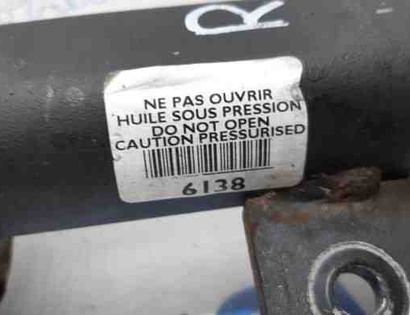 R
NE PAS OUVRIR
HUILE SOUS PRESSION
DO NOT OPEN
CAUTION PRESSURISED
6138